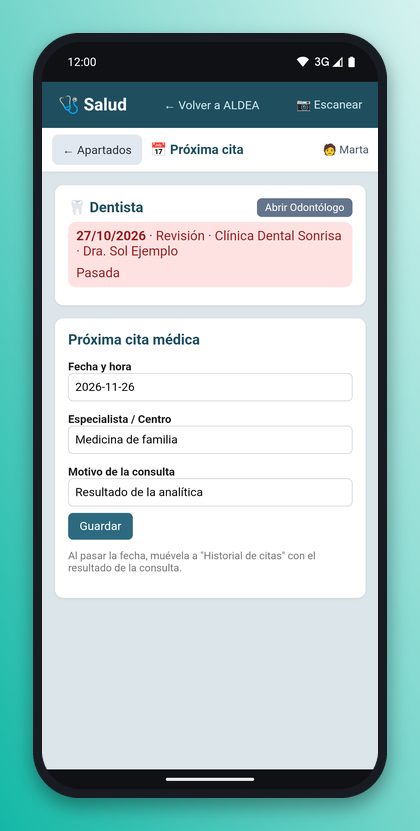 12:00
3G
Salud
← Volver a ALDEA
Escanear
← Apartados
Próxima cita
Marta
Dentista
Abrir Odontólogo
27/10/2026 · Revisión · Clínica Dental Sonrisa
· Dra. Sol Ejemplo
Pasada
Próxima cita médica
Fecha y hora
2026-11-26
Especialista / Centro
Medicina de familia
Motivo de la consulta
Resultado de la analítica
Guardar
Al pasar la fecha, muévela a "Historial de citas" con el
resultado de la consulta.